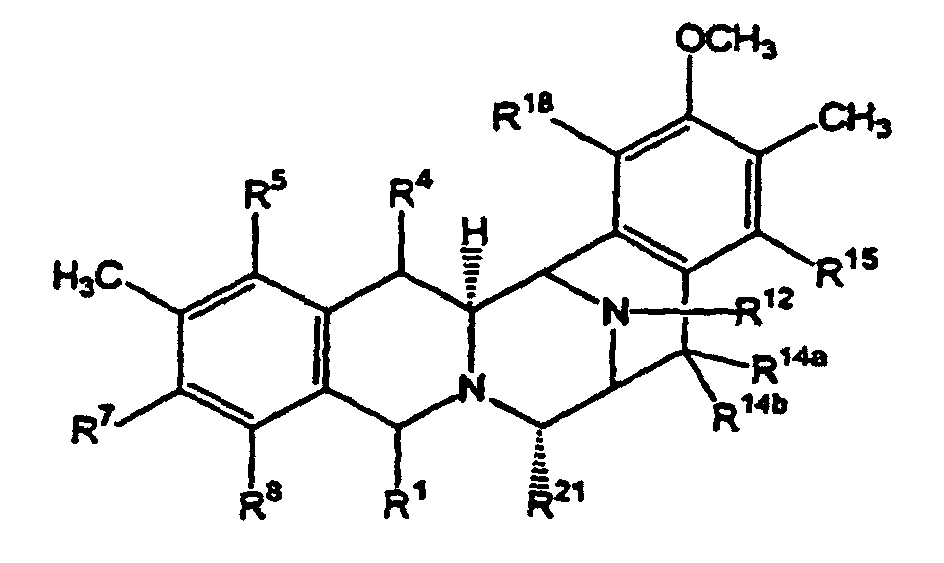 OCH₃
R¹⁸
CH₃
R⁵
R⁴
H
H₃C
R¹⁵
N
R¹²
N
R¹⁴ᵃ
R⁷
R¹⁴ᵇ
R⁸
R¹
R²¹